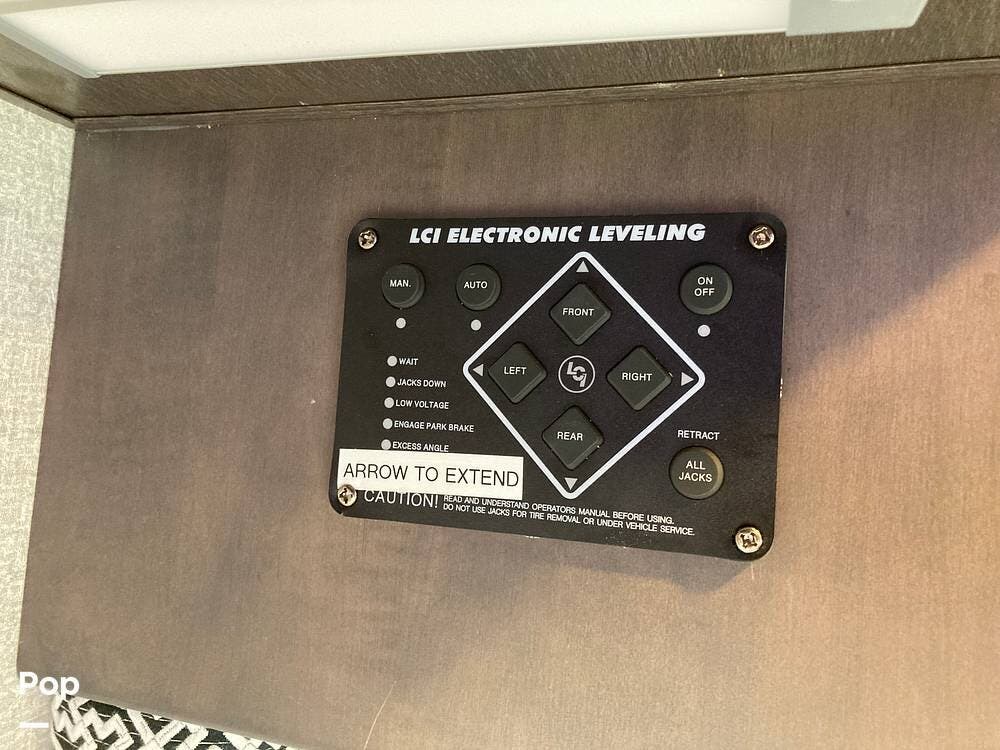 LCI ELECTRONIC LEVELING
MAN.
AUTO
ON
OFF
FRONT
LEFT
LCI
RIGHT
REAR
WAIT
JACKS DOWN
LOW VOLTAGE
ENGAGE PARK BRAKE
EXCESS ANGLE
RETRACT
ALL
JACKS
ARROW TO EXTEND
CAUTION!
READ AND UNDERSTAND OPERATORS MANUAL BEFORE USING.
DO NOT USE JACKS FOR TIRE REMOVAL OR UNDER VEHICLE SERVICE.
Pop